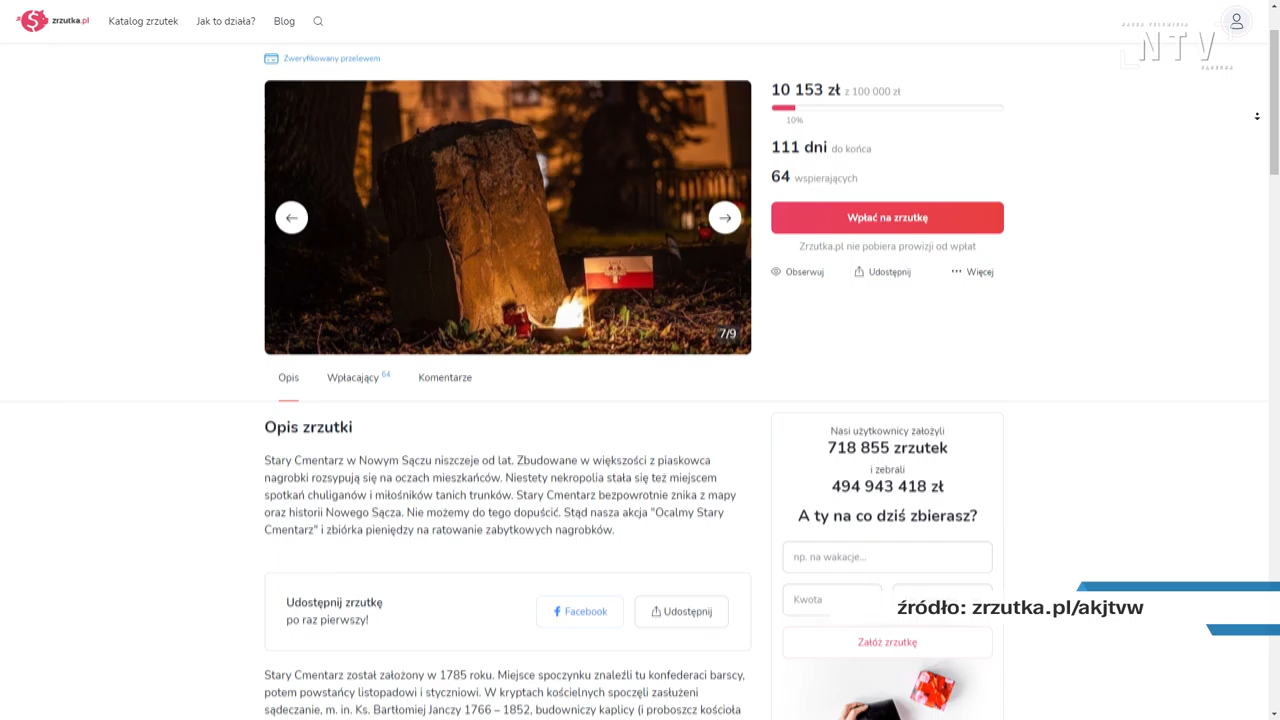 zrzutka.pl
Katalog zrzutek
Jak to działa?
Blog
NTV
Zweryfikowany przelewem
10 153 zł z 100 000 zł
10%
111 dni do końca
64 wspierających
Wpłać na zrzutkę
Zrzutka.pl nie pobiera prowizji od wpłat
Obserwuj
Udostępnij
Więcej
7/9
Opis
Wpłacający 64
Komentarze
Opis zrzutki
Stary Cmentarz w Nowym Sączu niszczeje od lat. Zbudowane w większości z piaskowca
nagrobki rozsypują się na oczach mieszkańców. Niestety nekropolia stała się też miejscem
spotkań chuliganów i miłośników tanich trunków. Stary Cmentarz bezpowrotnie znika z mapy
oraz historii Nowego Sącza. Nie możemy do tego dopuścić. Stąd nasza akcja "Ocalmy Stary
Cmentarz" i zbiórka pieniędzy na ratowanie zabytkowych nagrobków.
Udostępnij zrzutkę
po raz pierwszy!
Facebook
Udostępnij
Stary Cmentarz został założony w 1785 roku. Miejsce spoczynku znaleźli tu konfederaci barscy,
potem powstańcy listopadowi i styczniowi. W kryptach kościelnych spoczęli zasłużeni
sądeczanie, m. in. Ks. Bartłomiej Janczy 1766 – 1852, budowniczy kaplicy (i proboszcz kościoła
Nasi użytkownicy założyli
718 855 zrzutek
i zebrali
494 943 418 zł
A ty na co dziś zbierasz?
np. na wakacje...
Kwota
źródło: zrzutka.pl/akjtvw
Załóż zrzutkę